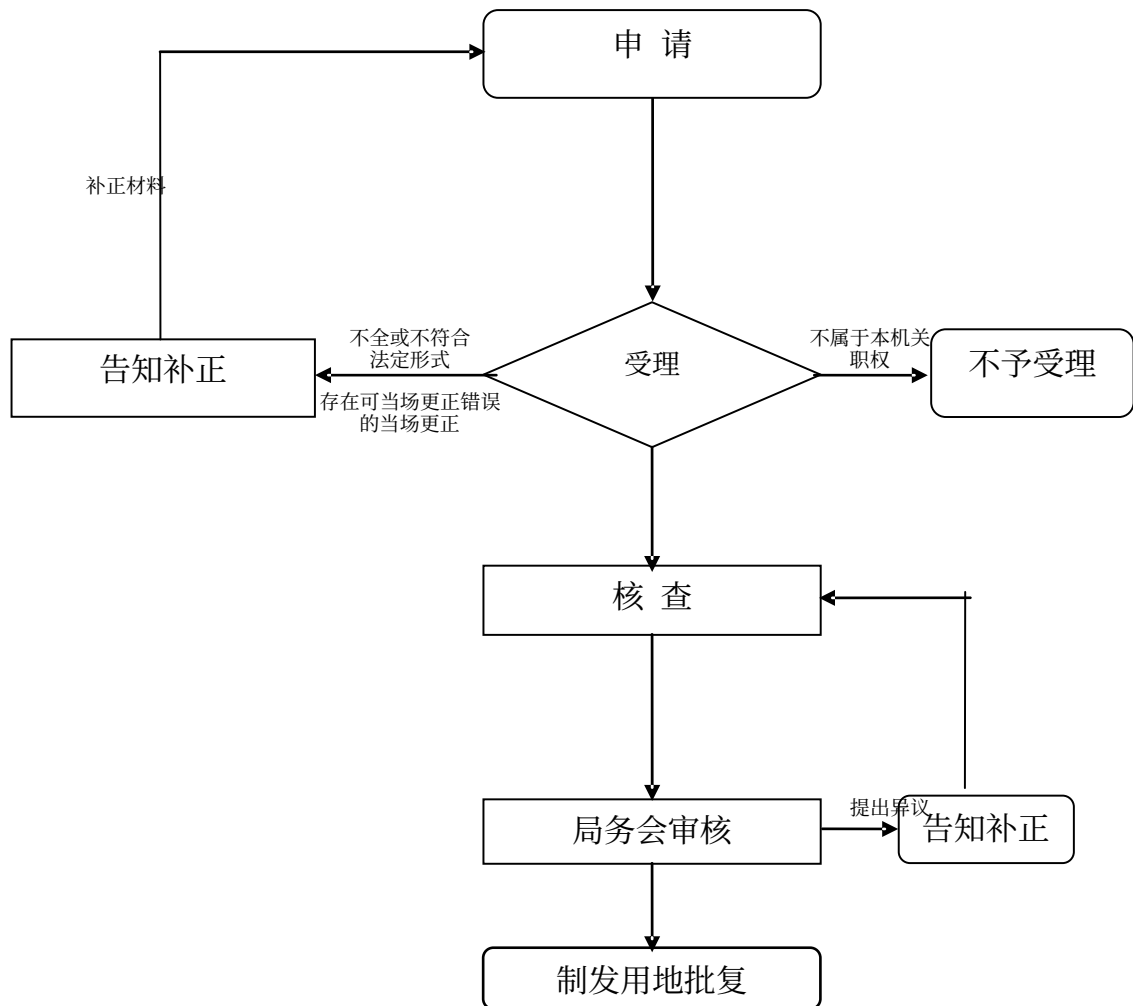 申 请
补正材料
不全或不符合
法定形式
不属于本机关
职权
告知补正
受理
不予受理
存在可当场更正错误
的当场更正
核 查
提出异议
局务会审核
告知补正
制发用地批复